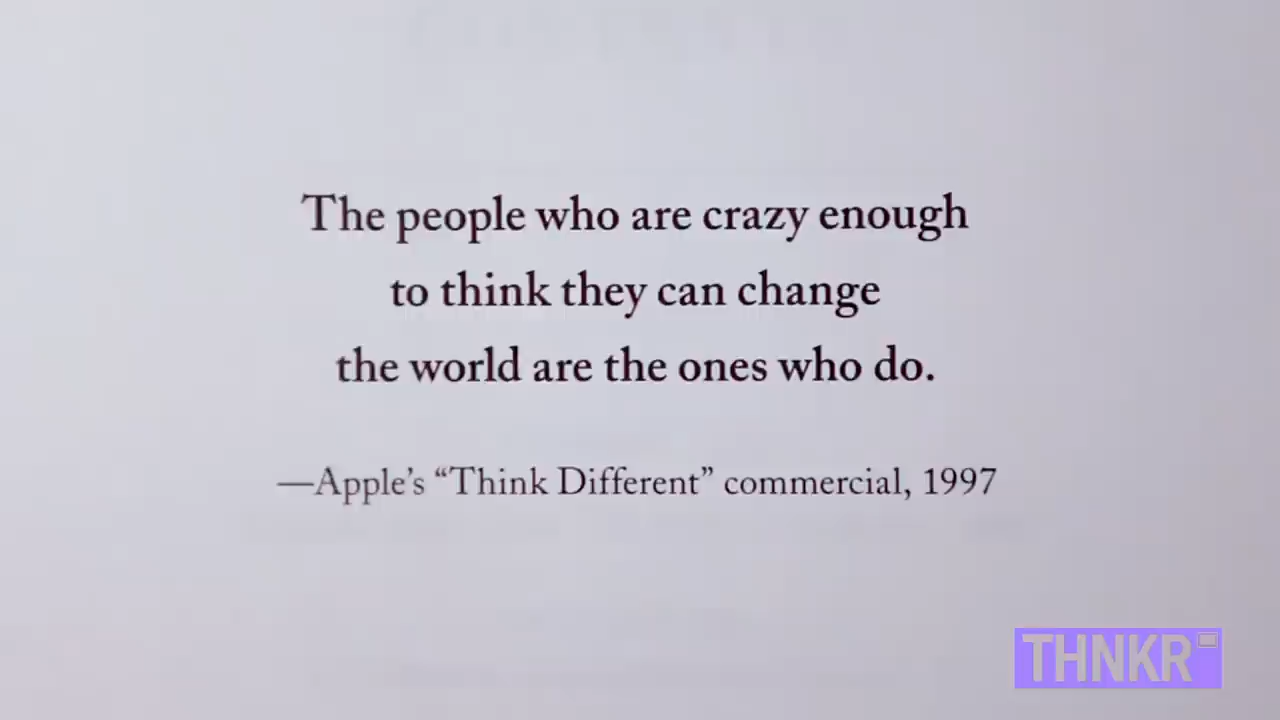 The people who are crazy enough
to think they can change
the world are the ones who do.
—Apple’s “Think Different” commercial, 1997
THNKR